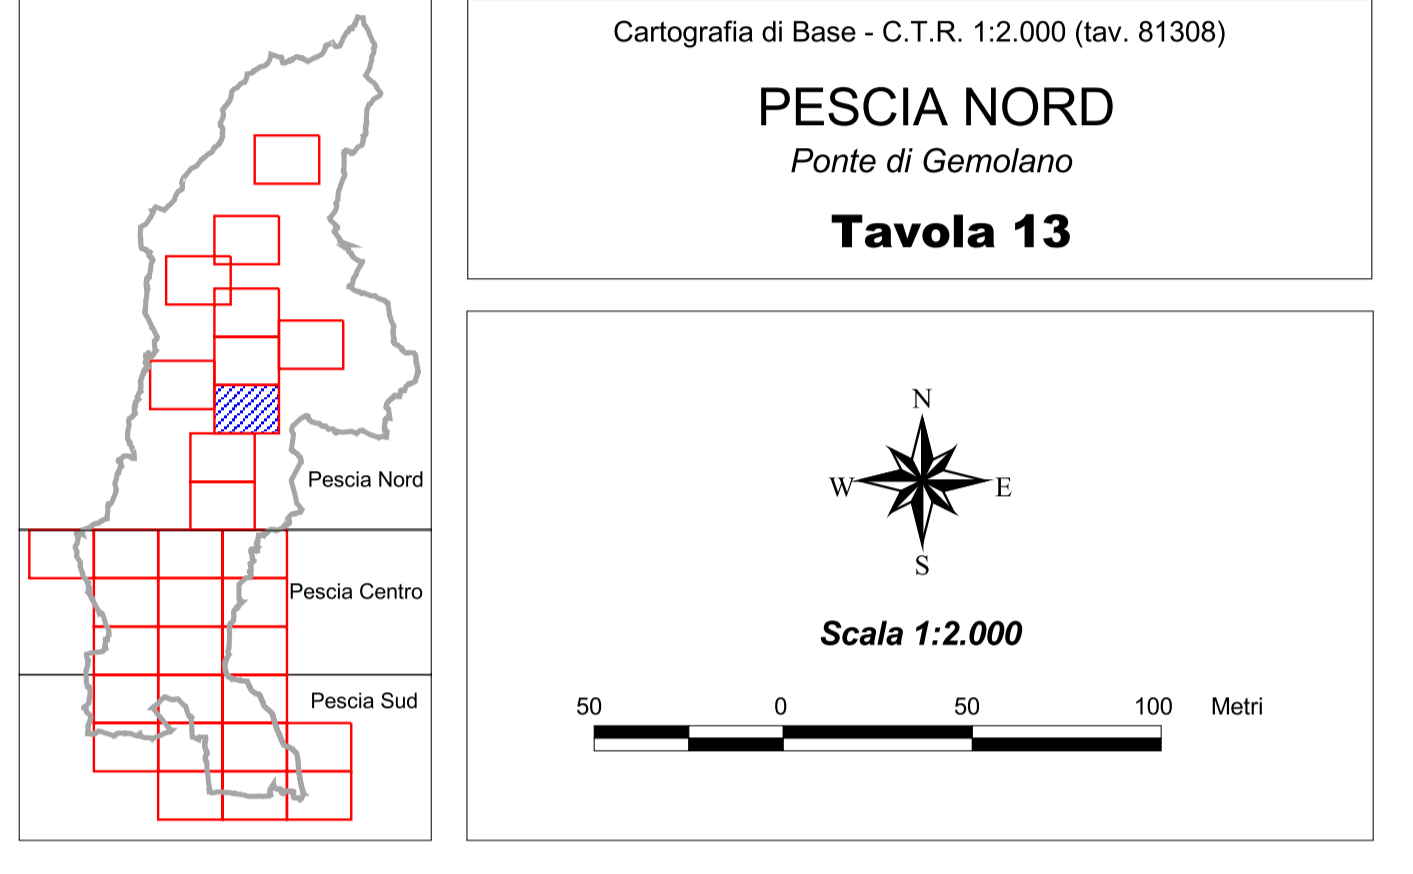 Cartografia di Base - C.T.R. 1:2.000 (tav. 81308)
PESCIA NORD
Ponte di Gemolano
Tavola 13
Pescia Nord
Pescia Centro
Pescia Sud
N
W E
S
Scala 1:2.000
50 0 50 100 Metri